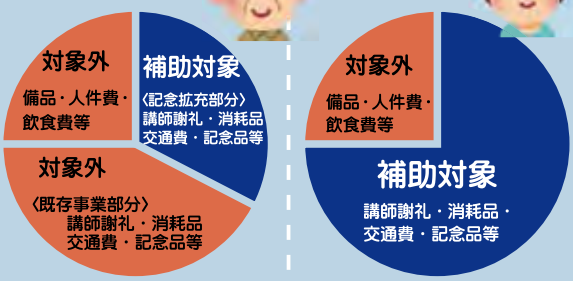 対象外
備品・人件費・
飲食費等
補助対象
〈記念拡充部分〉
講師謝礼・消耗品
交通費・記念品等
対象外
〈既存事業部分〉
講師謝礼・消耗品
交通費・記念品等
対象外
備品・人件費・
飲食費等
補助対象
講師謝礼・消耗品・
交通費・記念品等